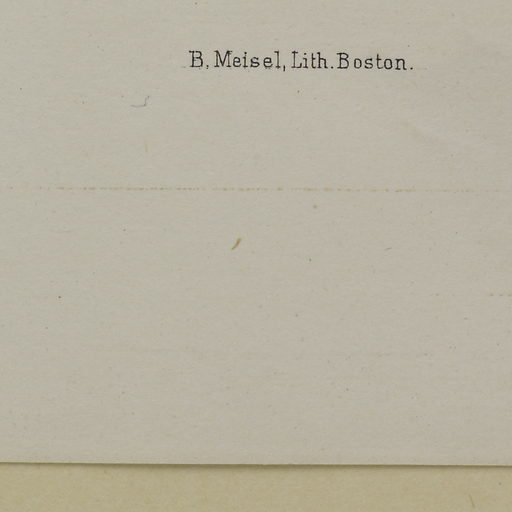 B. Meisel, Lith. Boston.